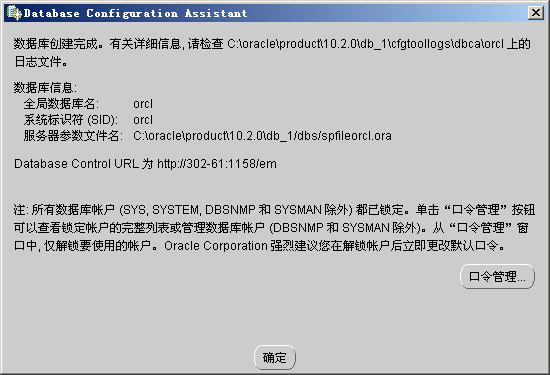 Database Configuration Assistant
数据库创建完成。有关详细信息, 请检查 C:\oracle\product\10.2.0\db_1\cfgtoollogs\dbca\orcl 上的
日志文件。
数据库信息:
全局数据库名: orcl
系统标识符 (SID): orcl
服务器参数文件名: C:\oracle\product\10.2.0\db_1/dbs/spfileorcl.ora
Database Control URL 为 http://302-61:1158/em
注: 所有数据库帐户 (SYS, SYSTEM, DBSNMP 和 SYSMAN 除外) 都已锁定。单击“口令管理”按钮
可以查看锁定帐户的完整列表或管理数据库帐户 (DBSNMP 和 SYSMAN 除外)。从“口令管理”窗
口中, 仅解锁要使用的帐户。Oracle Corporation 强烈建议您在解锁帐户后立即更改默认口令。
口令管理...
确定